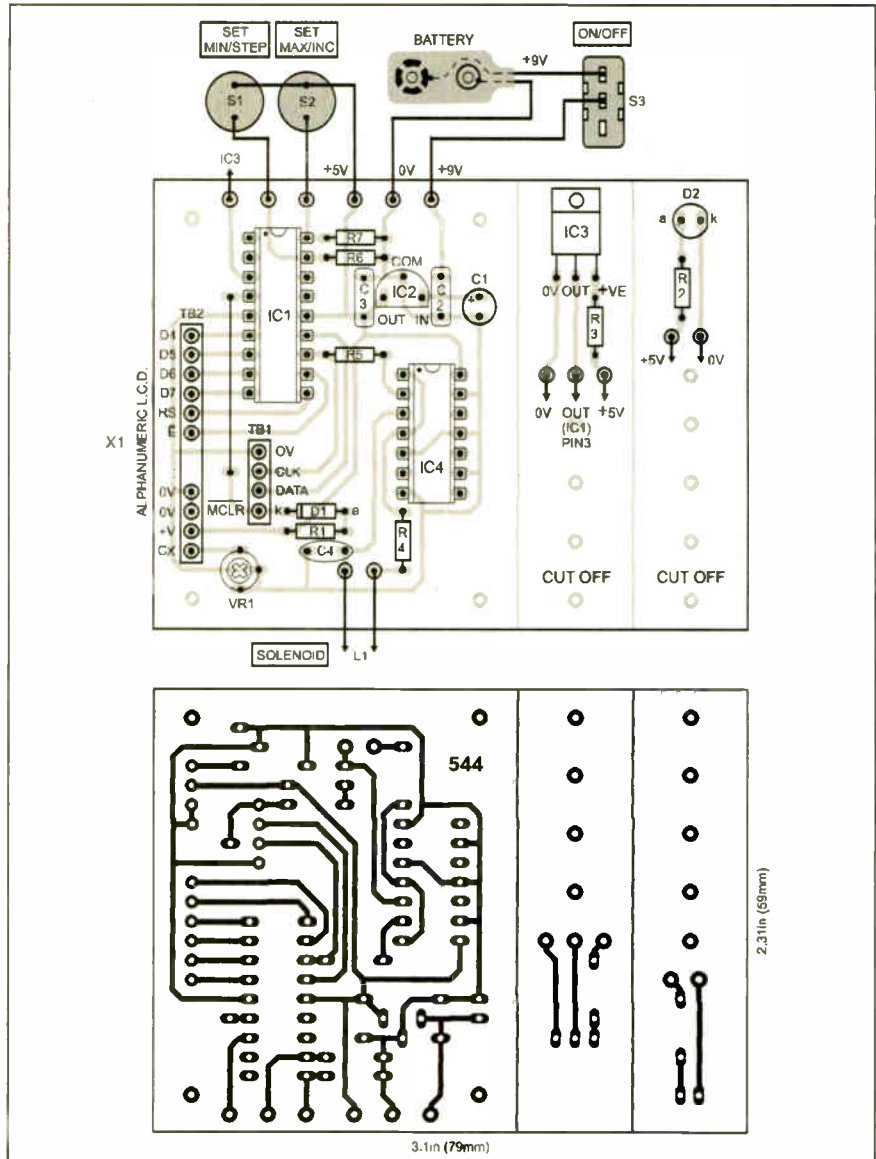 SET
MIN/STEP
SET
MAX/INC
BATTERY
ON/OFF
+9V
S1
S2
S3
IC3
+5V
0V
+9V
D2
a
k
R7
R6
COM
C
3
IC2
C
2
C1
+
OUT
IN
IC1
IC3
0V
OUT
+VE
R
3
R
2
+5V
0V
0V
OUT
(IC1)
PIN3
+5V
TB2
D4
D5
D6
D7
RS
E
0V
0V
+V
CX
X1
ALPHANUMERIC L.C.D.
R5
TB1
0V
CLK
DATA
MCLR
k
D1
a
R1
C4
IC4
R
4
VR1
CUT OFF
CUT OFF
SOLENOID
L1
544
2.31in (59mm)
3.1in (79mm)